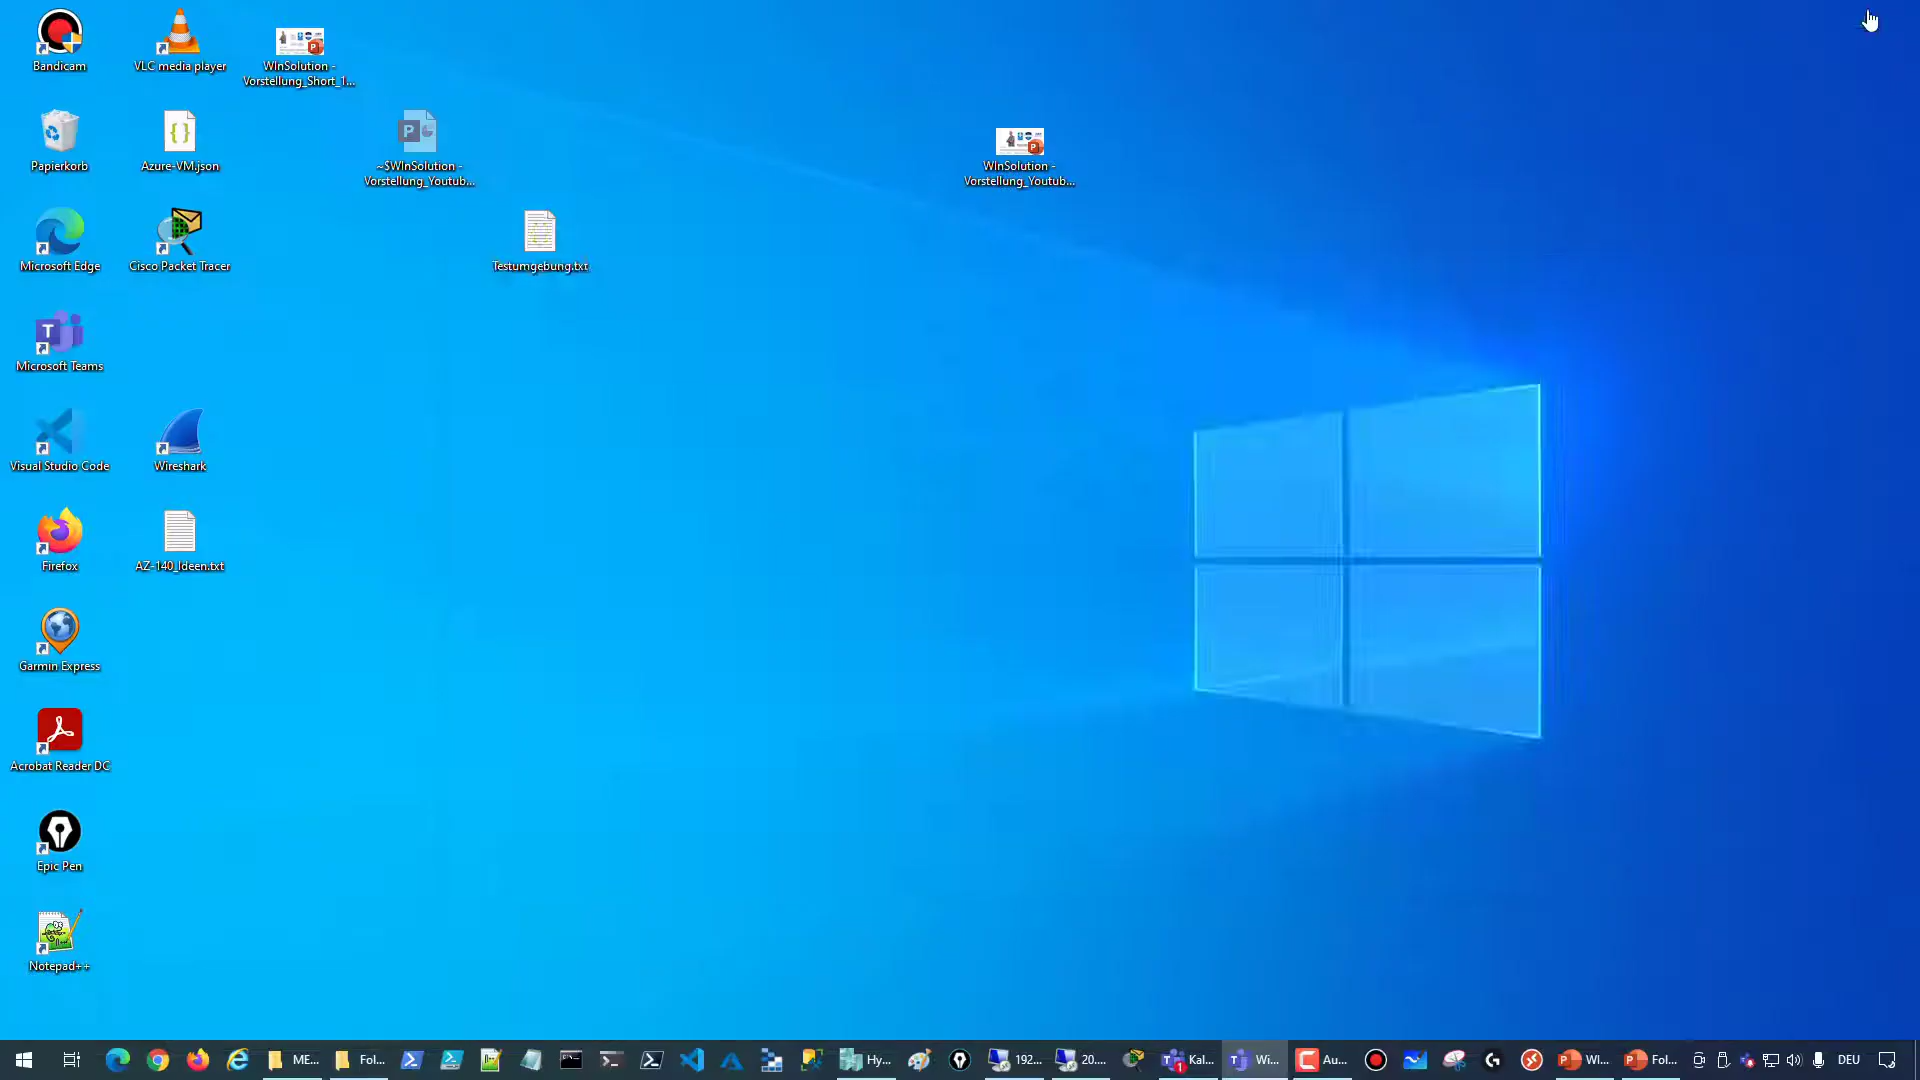 Bandicam
VLC media player
WInSolution -
Vorstellung_Short_1...
Papierkorb
Azure-VM.json
~$WInSolution -
Vorstellung_Youtub...
WInSolution -
Vorstellung_Youtub...
Microsoft Edge
Cisco Packet Tracer
Testumgebung.txt
Microsoft Teams
Visual Studio Code
Wireshark
Firefox
AZ-140_Ideen.txt
Garmin Express
Acrobat Reader DC
Epic Pen
Notepad++
ME... Fol... Hy... 192... 20.... Kal... Wi... Au... WI... Fol... DEU